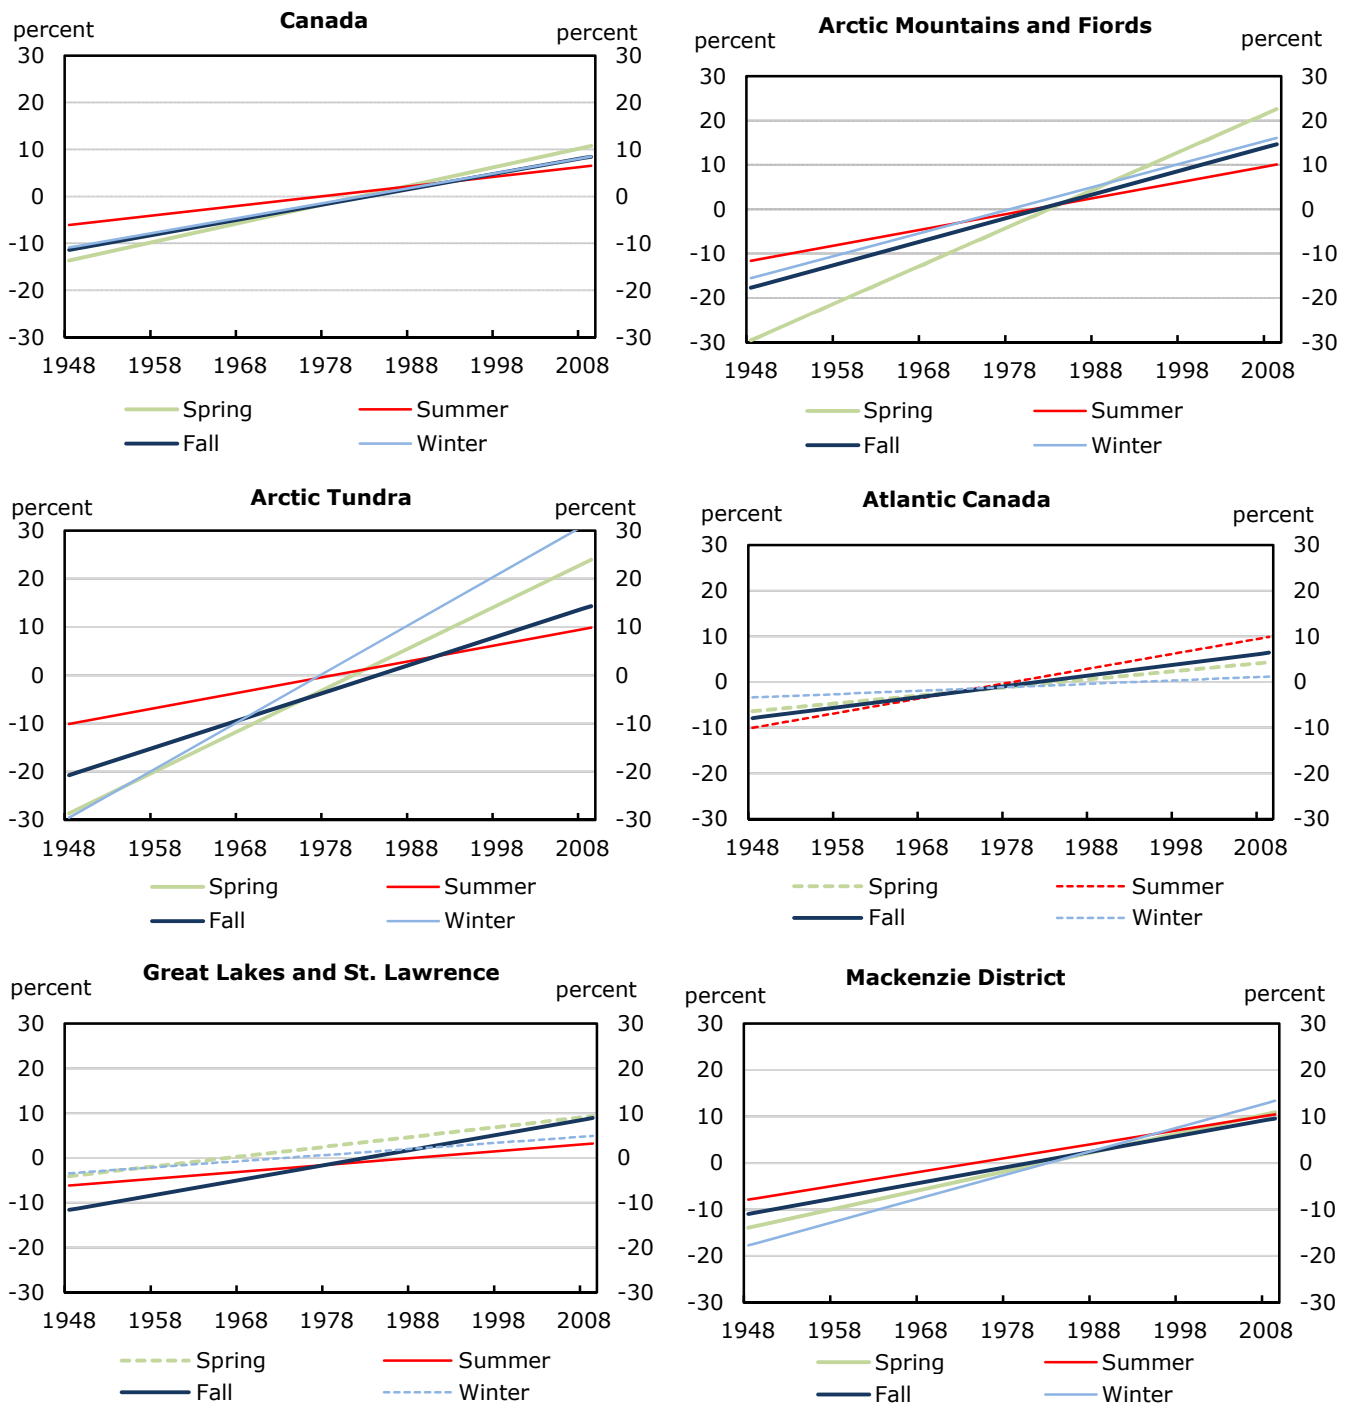 Canada
percent percent
30 30
20 20
10 10
0 0
-10 -10
-20 -20
-30 -30
1948 1958 1968 1978 1988 1998 2008
Spring Summer
Fall Winter
Arctic Mountains and Fiords
percent percent
30 30
20 20
10 10
0 0
-10 -10
-20 -20
-30 -30
1948 1958 1968 1978 1988 1998 2008
Spring Summer
Fall Winter
Arctic Tundra
percent percent
30 30
20 20
10 10
0 0
-10 -10
-20 -20
-30 -30
1948 1958 1968 1978 1988 1998 2008
Spring Summer
Fall Winter
Atlantic Canada
percent percent
30 30
20 20
10 10
0 0
-10 -10
-20 -20
-30 -30
1948 1958 1968 1978 1988 1998 2008
Spring Summer
Fall Winter
Great Lakes and St. Lawrence
percent percent
30 30
20 20
10 10
0 0
-10 -10
-20 -20
-30 -30
1948 1958 1968 1978 1988 1998 2008
Spring Summer
Fall Winter
Mackenzie District
percent percent
30 30
20 20
10 10
0 0
-10 -10
-20 -20
-30 -30
1948 1958 1968 1978 1988 1998 2008
Spring Summer
Fall Winter